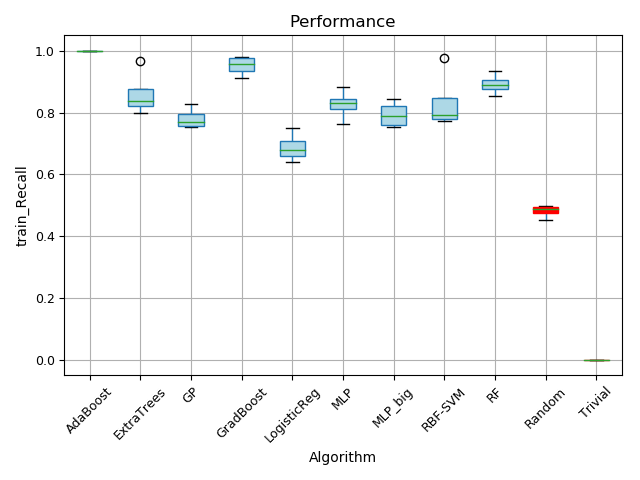 Performance
train_Recall
1.0
0.8
0.6
0.4
0.2
0.0
AdaBoost
ExtraTrees
GP
GradBoost
LogisticReg
MLP
MLP_big
RBF-SVM
RF
Random
Trivial
Algorithm